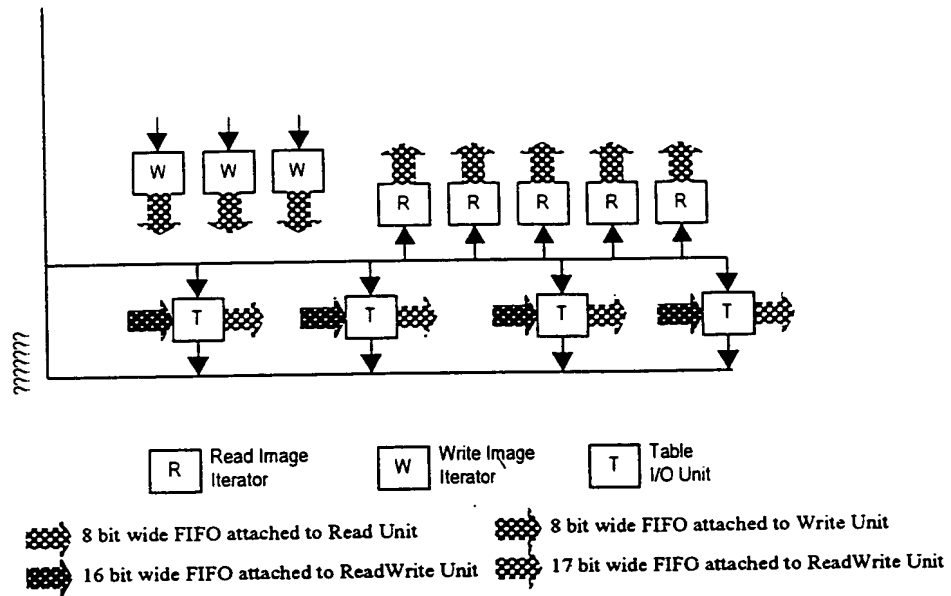 W W W
R R R R R
T T T T
???????
R Read Image
Iterator
W Write Image
Iterator
T Table
I/O Unit
8 bit wide FIFO attached to Read Unit
8 bit wide FIFO attached to Write Unit
16 bit wide FIFO attached to ReadWrite Unit
17 bit wide FIFO attached to ReadWrite Unit